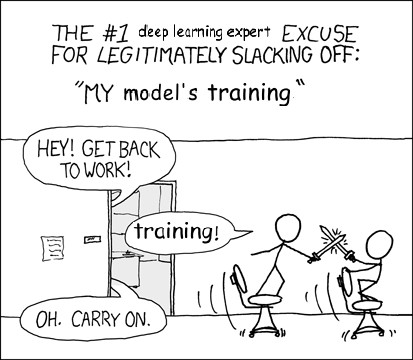 THE #1 deep learning expert EXCUSE
FOR LEGITIMATELY SLACKING OFF:
"MY model's training"
HEY! GET BACK
TO WORK!
training!
OH. CARRY ON.